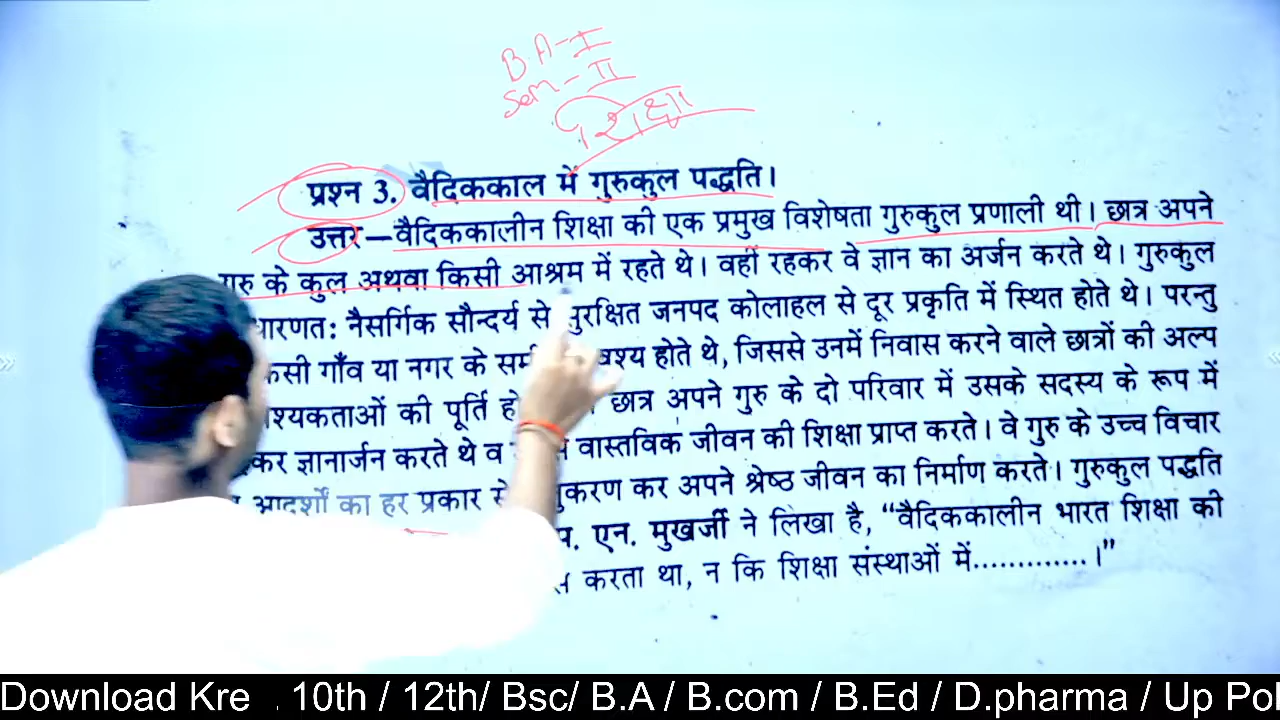 B.A-I
Sem-II
शिक्षा
प्रश्न 3. वैदिककाल में गुरुकुल पद्धति।
उत्तर—वैदिककालीन शिक्षा की एक प्रमुख विशेषता गुरुकुल प्रणाली थी। छात्र अपने
गुरु के कुल अथवा किसी आश्रम में रहते थे। वहीं रहकर वे ज्ञान का अर्जन करते थे। गुरुकुल
नैसर्गिक सौन्दर्य से सुरक्षित जनपद कोलाहल से दूर प्रकृति में स्थित होते थे। परन्तु
गाँव या नगर के होते थे, जिससे उनमें निवास करने वाले छात्रों की अल्प
की पूर्ति छात्र अपने गुरु के दो परिवार में उसके सदस्य के रूप में
ज्ञानार्जन करते थे व वास्तविक जीवन की शिक्षा प्राप्त करते। वे गुरु के उच्च विचार
आदर्शों का हर प्रकार कर अपने श्रेष्ठ जीवन का निर्माण करते। गुरुकुल पद्धति
एन. मुखर्जी ने लिखा है, “वैदिककालीन भारत शिक्षा की
करता था, न कि शिक्षा संस्थाओं में.............।”
Download Kre . 10th / 12th/ Bsc/ B.A / B.com / B.Ed / D.pharma / Up Pol